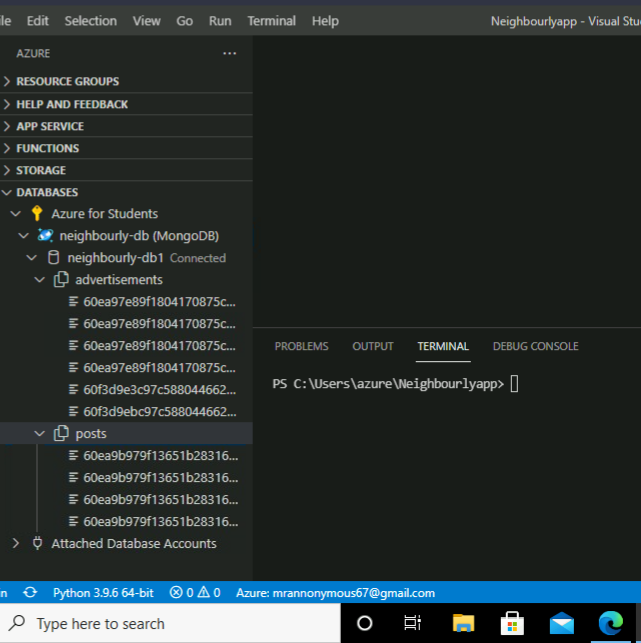 ile Edit Selection View Go Run Terminal Help Neighbourlyapp - Visual Stu
AZURE ...
RESOURCE GROUPS
HELP AND FEEDBACK
APP SERVICE
FUNCTIONS
STORAGE
DATABASES
Azure for Students
neighbourly-db (MongoDB)
neighbourly-db1 Connected
advertisements
60ea97e89f1804170875c...
60ea97e89f1804170875c...
60ea97e89f1804170875c...
60ea97e89f1804170875c...
60f3d9e3c97c588044662...
60f3d9ebc97c588044662...
posts
60ea9b979f13651b28316...
60ea9b979f13651b28316...
60ea9b979f13651b28316...
60ea9b979f13651b28316...
Attached Database Accounts
PROBLEMS OUTPUT TERMINAL DEBUG CONSOLE
PS C:\Users\azure\Neighbourlyapp>
n Python 3.9.6 64-bit 0 0 Azure: mrannonymous67@gmail.com
Type here to search